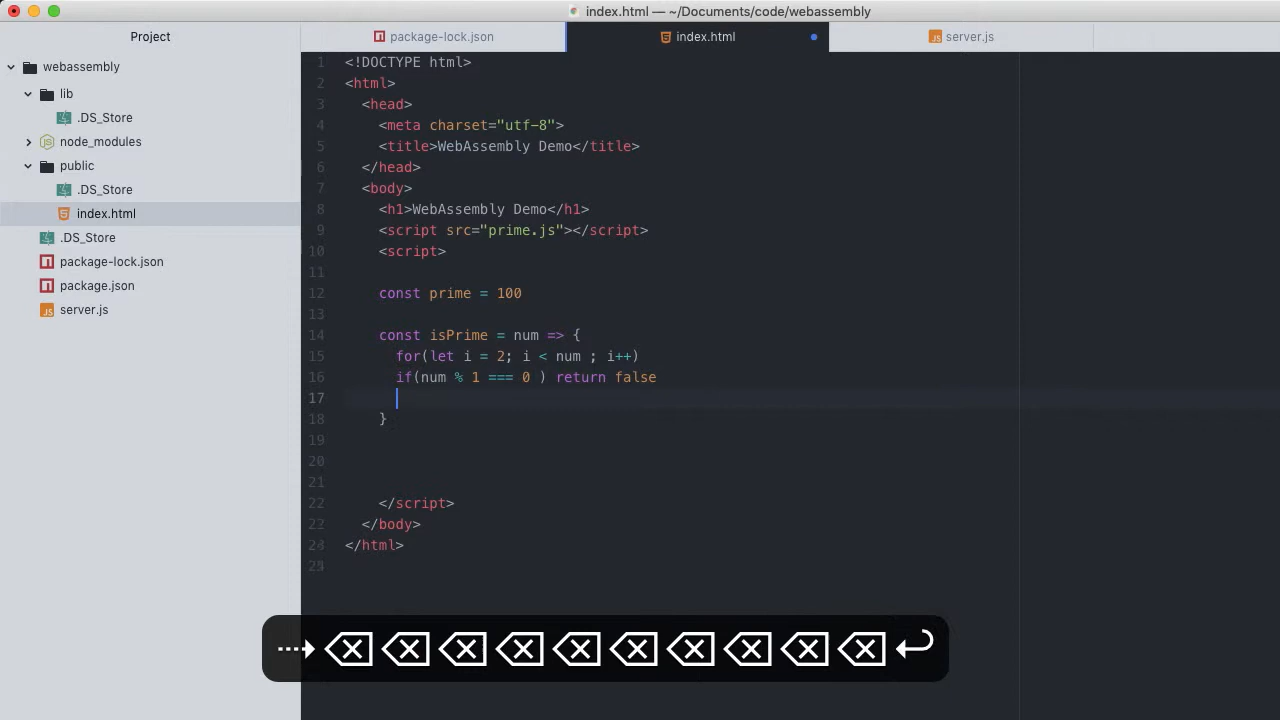 index.html — ~/Documents/code/webassembly
Project
package-lock.json
index.html
server.js
webassembly
lib
.DS_Store
node_modules
public
.DS_Store
index.html
.DS_Store
package-lock.json
package.json
server.js
1 <!DOCTYPE html>
2 <html>
3 <head>
4 <meta charset="utf-8">
5 <title>WebAssembly Demo</title>
6 </head>
7 <body>
8 <h1>WebAssembly Demo</h1>
9 <script src="prime.js"></script>
10 <script>
11
12 const prime = 100
13
14 const isPrime = num => {
15 for(let i = 2; i < num ; i++)
16 if(num % 1 === 0 ) return false
17
18 }
19
20
21
22 </script>
22 </body>
</html>